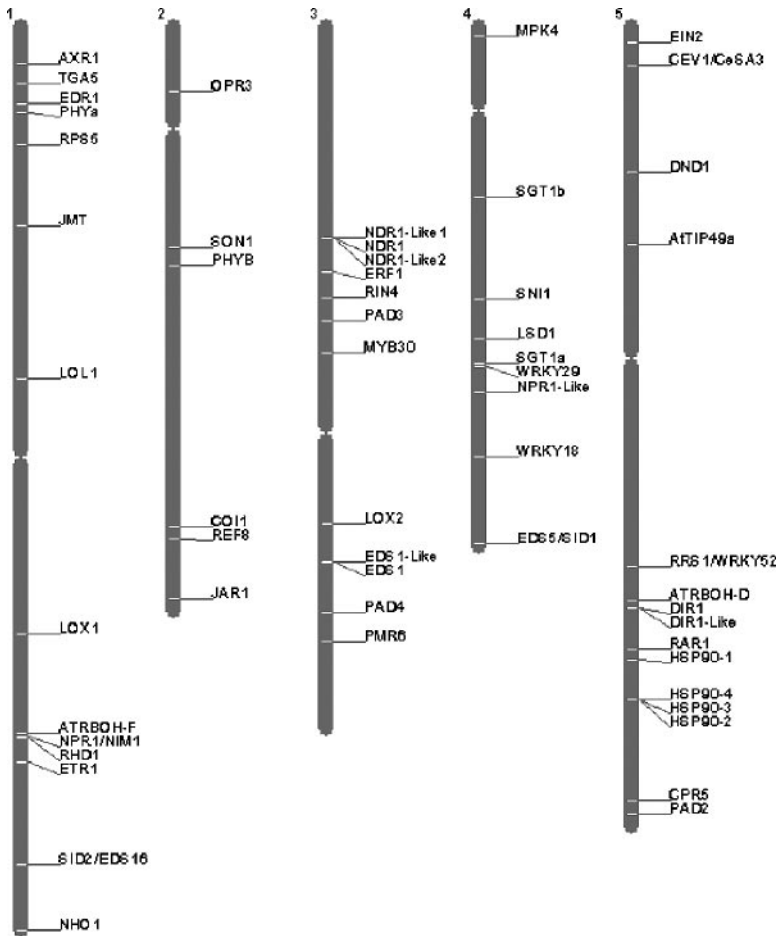 1
AXR1
TGA5
EDR1
PHYa
RPS5
JMT
LOL1
LOX1
ATRBOH-F
NPR1/NIM1
RHD1
ETR1
SID2/EDS16
NHO1
2
OPR3
SON1
PHYB
COI1
REF8
JAR1
3
NDR1-Like1
NDR1
NDR1-Like2
ERF1
RIN4
PAD3
MYB30
LOX2
EDS1-Like
EDS1
PAD4
PMR6
4
MPK4
SGT1b
SNI1
LSD1
SGT1a
WRKY29
NPR1-Like
WRKY18
EDS5/SID1
5
EIN2
CEV1/CeSA3
DND1
AtTIP49a
RRS1/WRKY52
ATRBOH-D
DIR1
DIR1-Like
RAR1
HSP90-1
HSP90-4
HSP90-3
HSP90-2
CPR5
PAD2